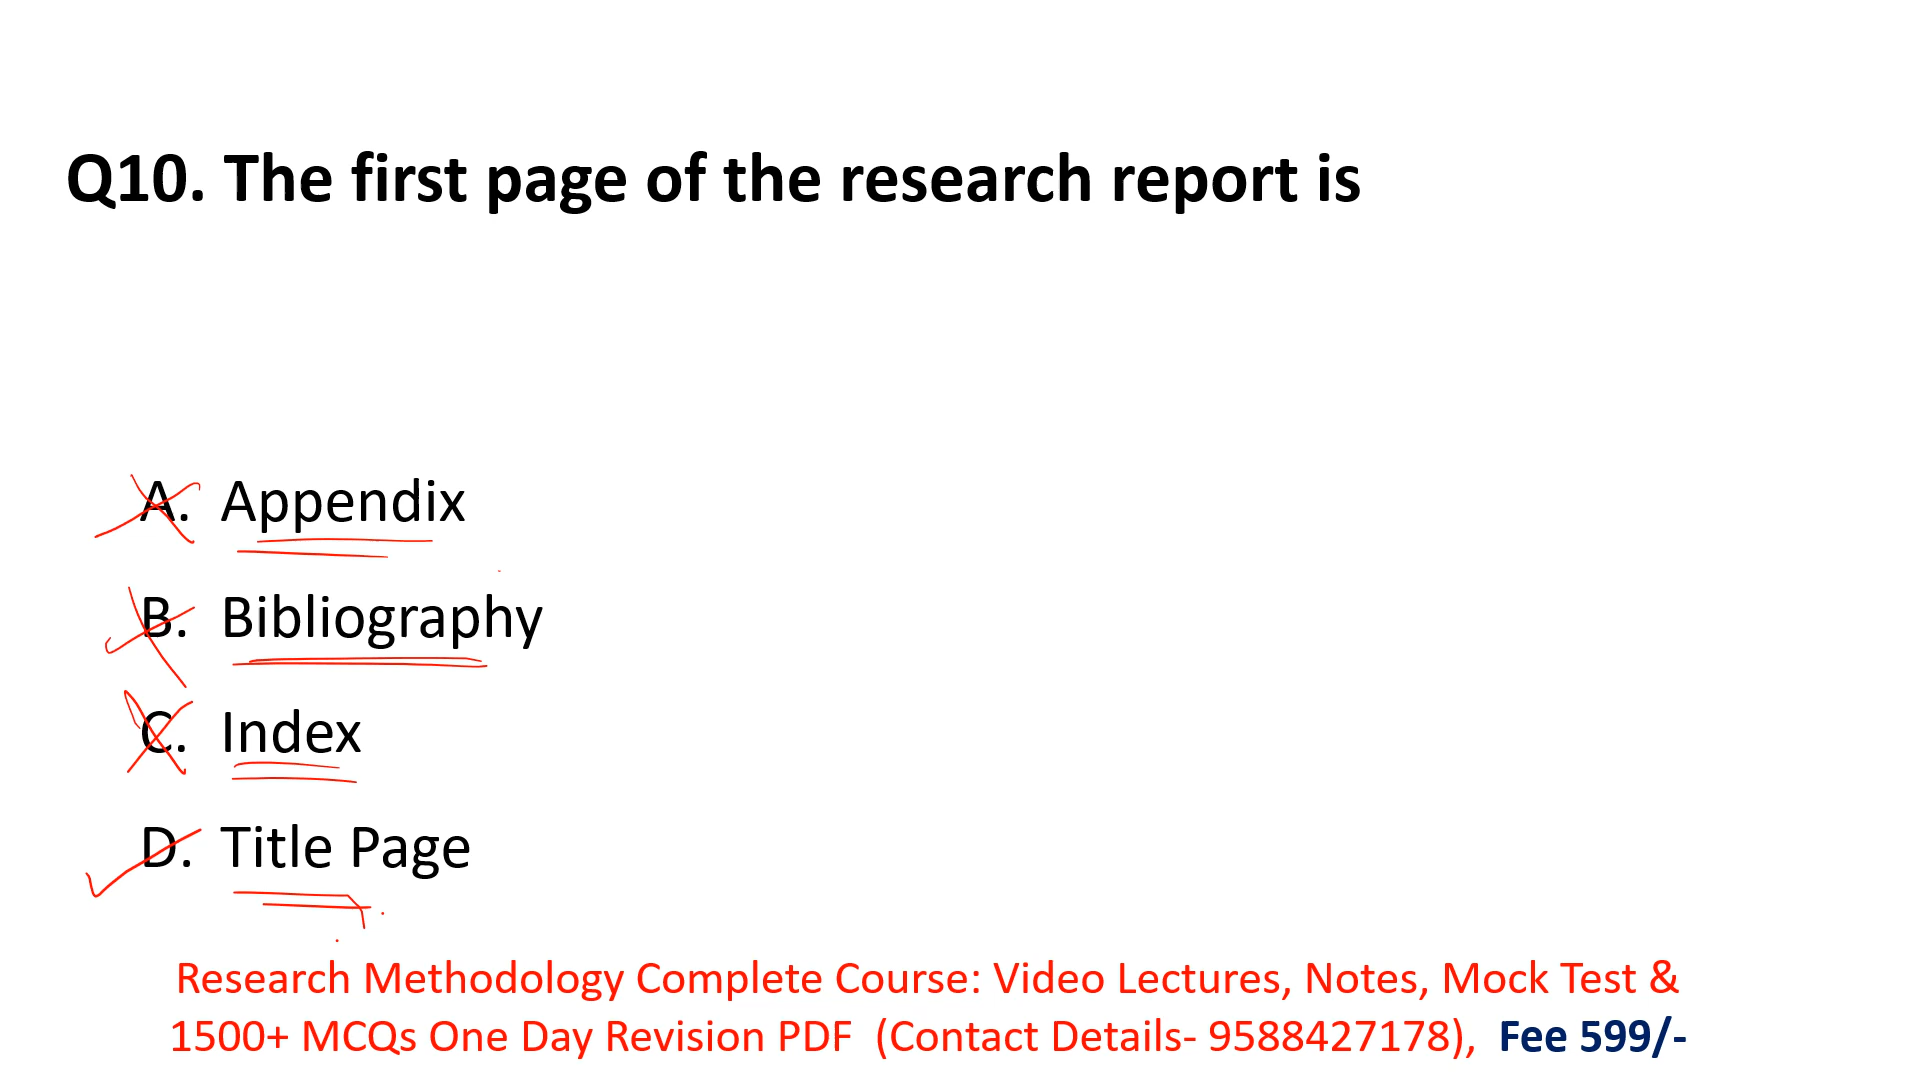 Q10. The first page of the research report is
A. Appendix
B. Bibliography
C. Index
D. Title Page
Research Methodology Complete Course: Video Lectures, Notes, Mock Test &
1500+ MCQs One Day Revision PDF (Contact Details- 9588427178), Fee 599/-